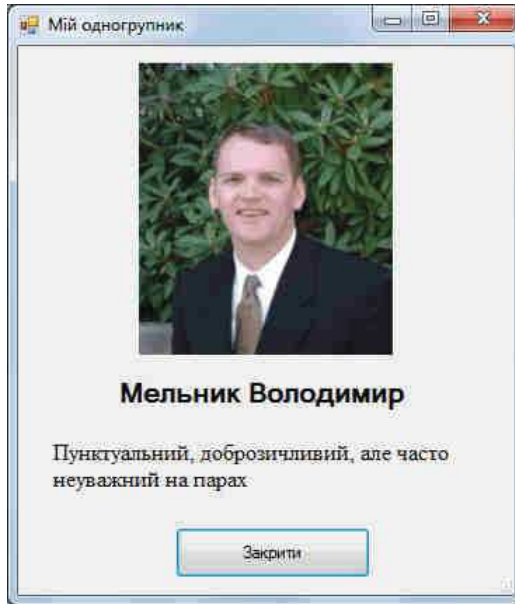 Мій одногрупник
Мельник Володимир
Пунктуальний, доброзичливий, але часто
неуважний на парах
Закрити